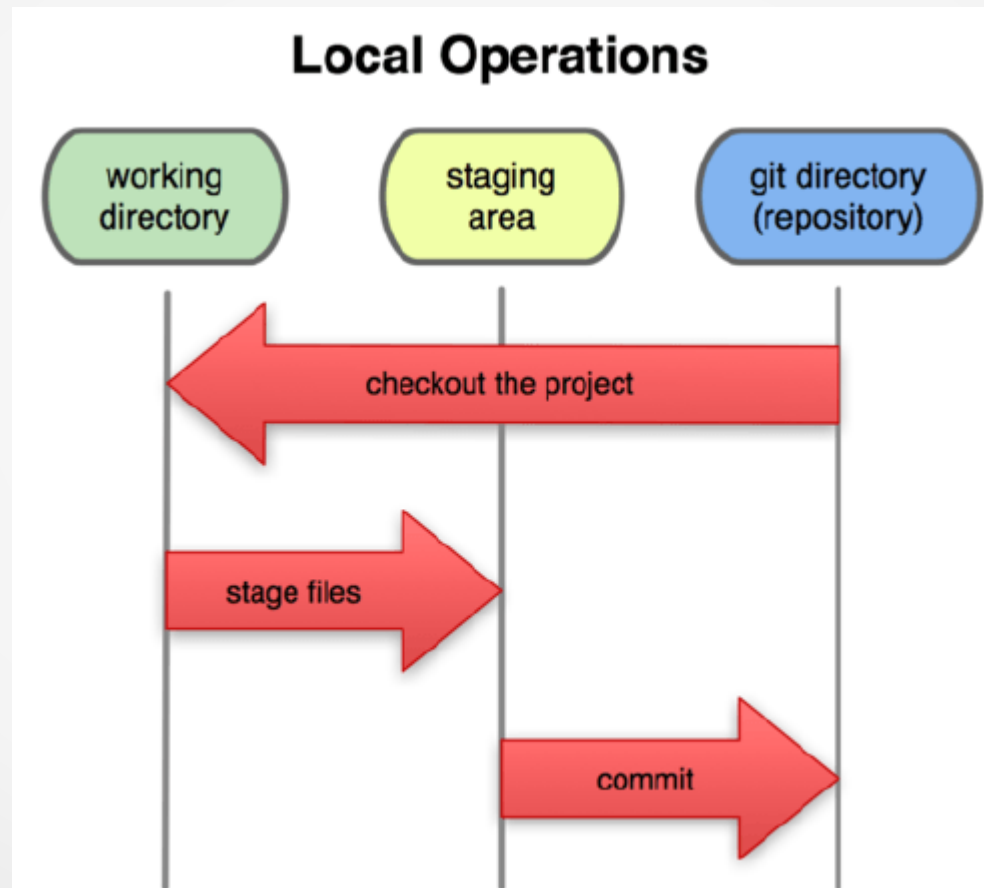 Local Operations
working
directory
staging
area
git directory
(repository)
checkout the project
stage files
commit